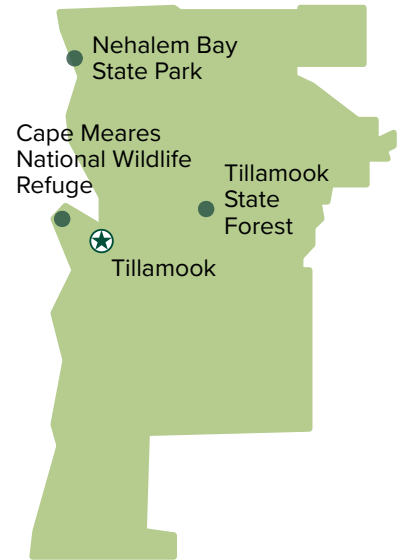 Nehalem Bay
State Park
Cape Meares
National Wildlife
Refuge
Tillamook
State
Forest
Tillamook